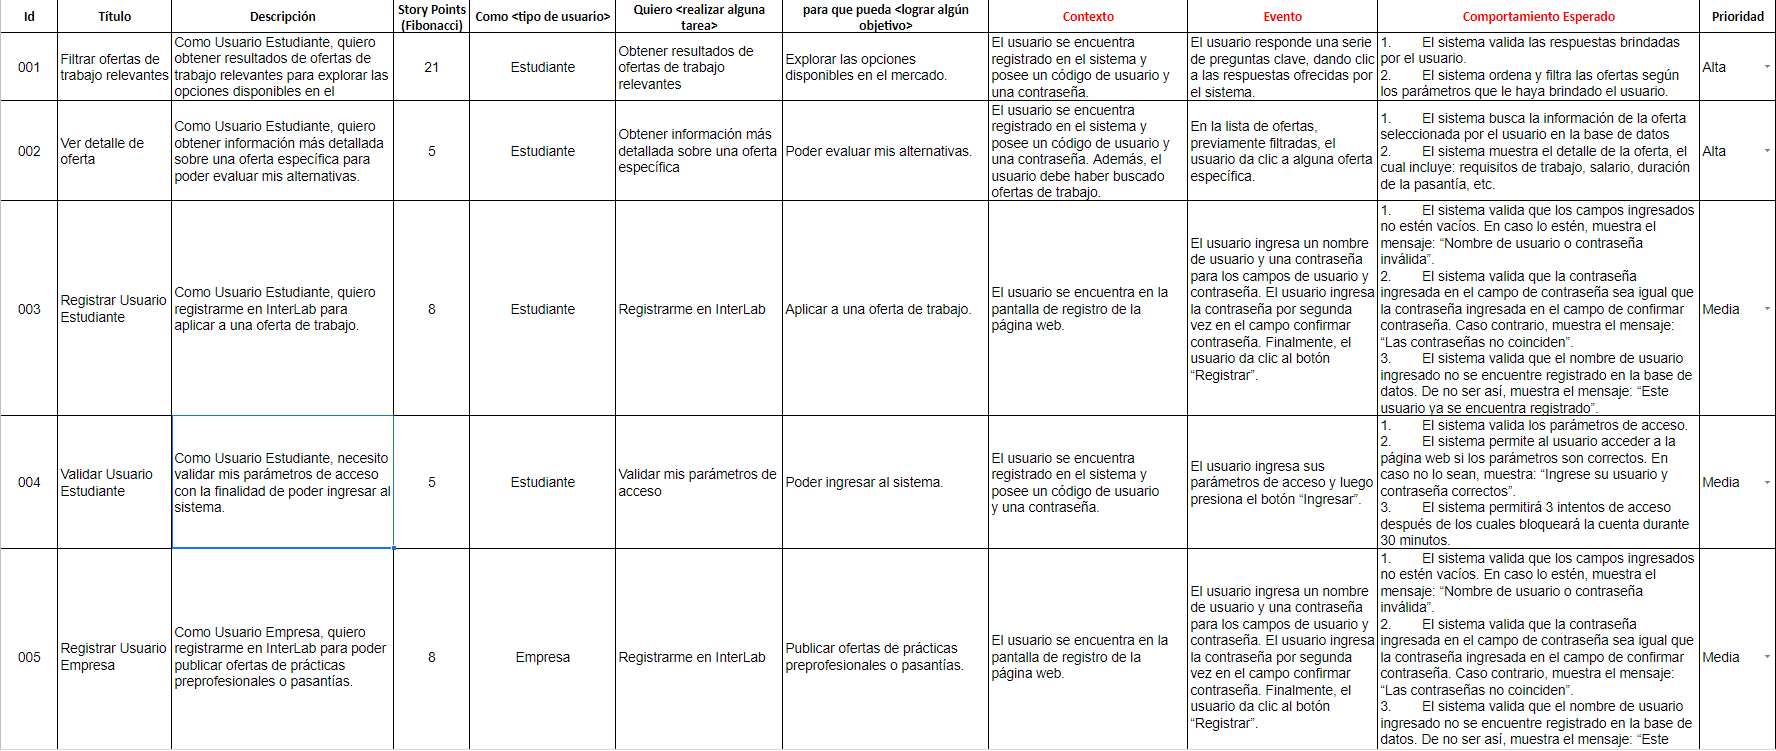 Id
Título
Descripción
Story Points
(Fibonacci)
Como <tipo de usuario>
Quiero <realizar alguna
tarea>
para que pueda <lograr algún
objetivo>
Contexto
Evento
Comportamiento Esperado
Prioridad
001
Filtrar ofertas de
trabajo relevantes
Como Usuario Estudiante, quiero
obtener resultados de ofertas de
trabajo relevantes para explorar las
opciones disponibles en el
21
Estudiante
Obtener resultados de
ofertas de trabajo
relevantes
Explorar las opciones
disponibles en el mercado.
El usuario se encuentra
registrado en el sistema y
posee un código de usuario y
una contraseña.
El usuario responde una serie
de preguntas clave, dando clic
a las respuestas ofrecidas por
el sistema.
1. El sistema valida las respuestas brindadas
por el usuario.
2. El sistema ordena y filtra las ofertas según
los parámetros que le haya brindado el usuario.
Alta
002
Ver detalle de
oferta
Como Usuario Estudiante, quiero
obtener información más detallada
sobre una oferta específica para
poder evaluar mis alternativas.
5
Estudiante
Obtener información más
detallada sobre una oferta
específica
Poder evaluar mis alternativas.
El usuario se encuentra
registrado en el sistema y
posee un código de usuario y
una contraseña. Además, el
usuario debe haber buscado
ofertas de trabajo.
En la lista de ofertas,
previamente filtradas, el
usuario da clic a alguna oferta
específica.
1. El sistema busca la información de la oferta
seleccionada por el usuario en la base de datos
2. El sistema muestra el detalle de la oferta, el
cual incluye: requisitos de trabajo, salario, duración
de la pasantía, etc.
Alta
003
Registrar Usuario
Estudiante
Como Usuario Estudiante, quiero
registrarme en InterLab para
aplicar a una oferta de trabajo.
8
Estudiante
Registrarme en InterLab
Aplicar a una oferta de trabajo.
El usuario se encuentra en la
pantalla de registro de la
página web.
El usuario ingresa un nombre
de usuario y una contraseña
para los campos de usuario y
contraseña. El usuario ingresa
la contraseña por segunda
vez en el campo confirmar
contraseña. Finalmente, el
usuario da clic al botón
“Registrar”.
1. El sistema valida que los campos ingresados
no estén vacíos. En caso lo estén, muestra el
mensaje: “Nombre de usuario o contraseña
inválida”.
2. El sistema valida que la contraseña
ingresada en el campo de contraseña sea igual que
la contraseña ingresada en el campo de confirmar
contraseña. Caso contrario, muestra el mensaje:
“Las contraseñas no coinciden”.
3. El sistema valida que el nombre de usuario
ingresado no se encuentre registrado en la base de
datos. De no ser así, muestra el mensaje: “Este
usuario ya se encuentra registrado”.
Media
004
Validar Usuario
Estudiante
Como Usuario Estudiante, necesito
validar mis parámetros de acceso
con la finalidad de poder ingresar al
sistema.
5
Estudiante
Validar mis parámetros de
acceso
Poder ingresar al sistema.
El usuario se encuentra
registrado en el sistema y
posee un código de usuario
y una contraseña.
El usuario ingresa sus
parámetros de acceso y luego
presiona el botón “Ingresar”.
1. El sistema valida los parámetros de acceso.
2. El sistema permite al usuario acceder a la
página web si los parámetros son correctos. En
caso no lo sean, muestra: “Ingrese su usuario y
contraseña correctos”.
3. El sistema permitirá 3 intentos de acceso
después de los cuales bloqueará la cuenta durante
30 minutos.
Media
005
Registrar Usuario
Empresa
Como Usuario Empresa, quiero
registrarme en InterLab para poder
publicar ofertas de prácticas
preprofesionales o pasantías.
8
Empresa
Registrarme en InterLab
Publicar ofertas de prácticas
preprofesionales o pasantías.
El usuario se encuentra en la
pantalla de registro de la
página web.
El usuario ingresa un nombre
de usuario y una contraseña
para los campos de usuario y
contraseña. El usuario ingresa
la contraseña por segunda
vez en el campo confirmar
contraseña. Finalmente, el
usuario da clic al botón
“Registrar”.
1. El sistema valida que los campos ingresados
no estén vacíos. En caso lo estén, muestra el
mensaje: “Nombre de usuario o contraseña
inválida”.
2. El sistema valida que la contraseña
ingresada en el campo de contraseña sea igual que
la contraseña ingresada en el campo de confirmar
contraseña. Caso contrario, muestra el mensaje:
“Las contraseñas no coinciden”.
3. El sistema valida que el nombre de usuario
ingresado no se encuentre registrado en la base de
datos. De no ser así, muestra el mensaje: “Este
Media